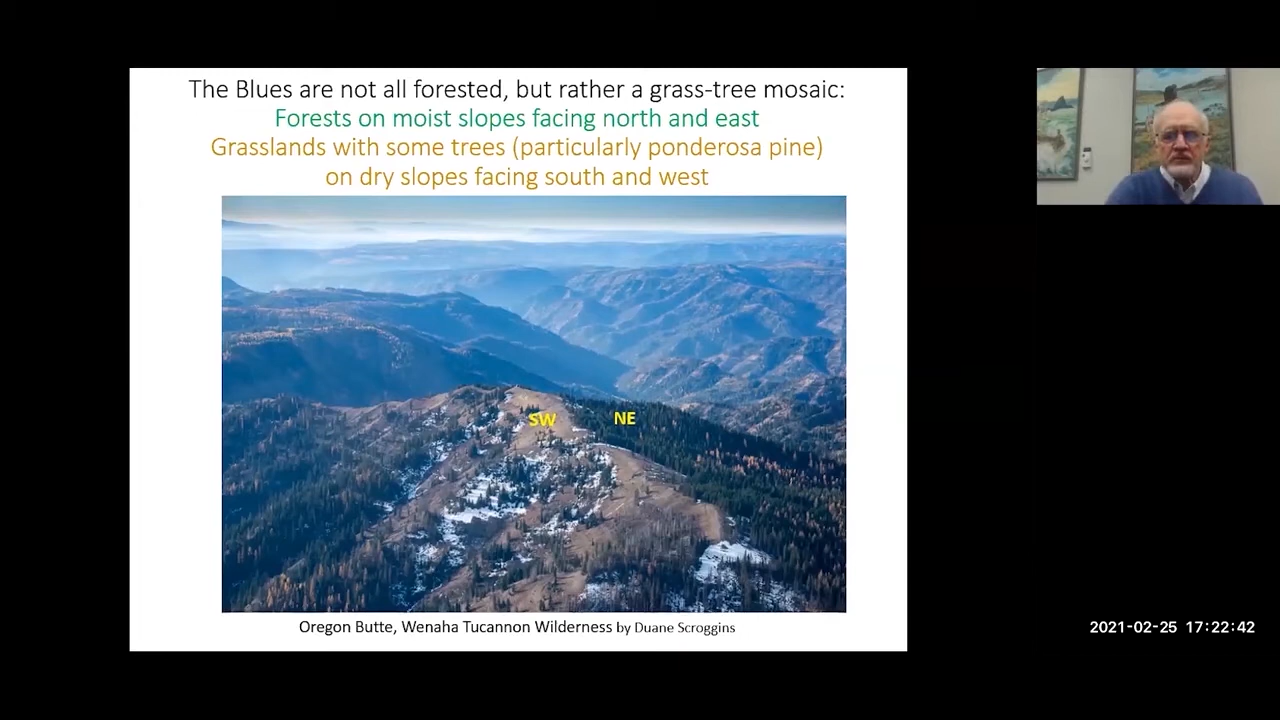 The Blues are not all forested, but rather a grass-tree mosaic:
Forests on moist slopes facing north and east
Grasslands with some trees (particularly ponderosa pine)
on dry slopes facing south and west
SW
NE
Oregon Butte, Wenaha Tucannon Wilderness by Duane Scroggins
2021-02-25 17:22:42